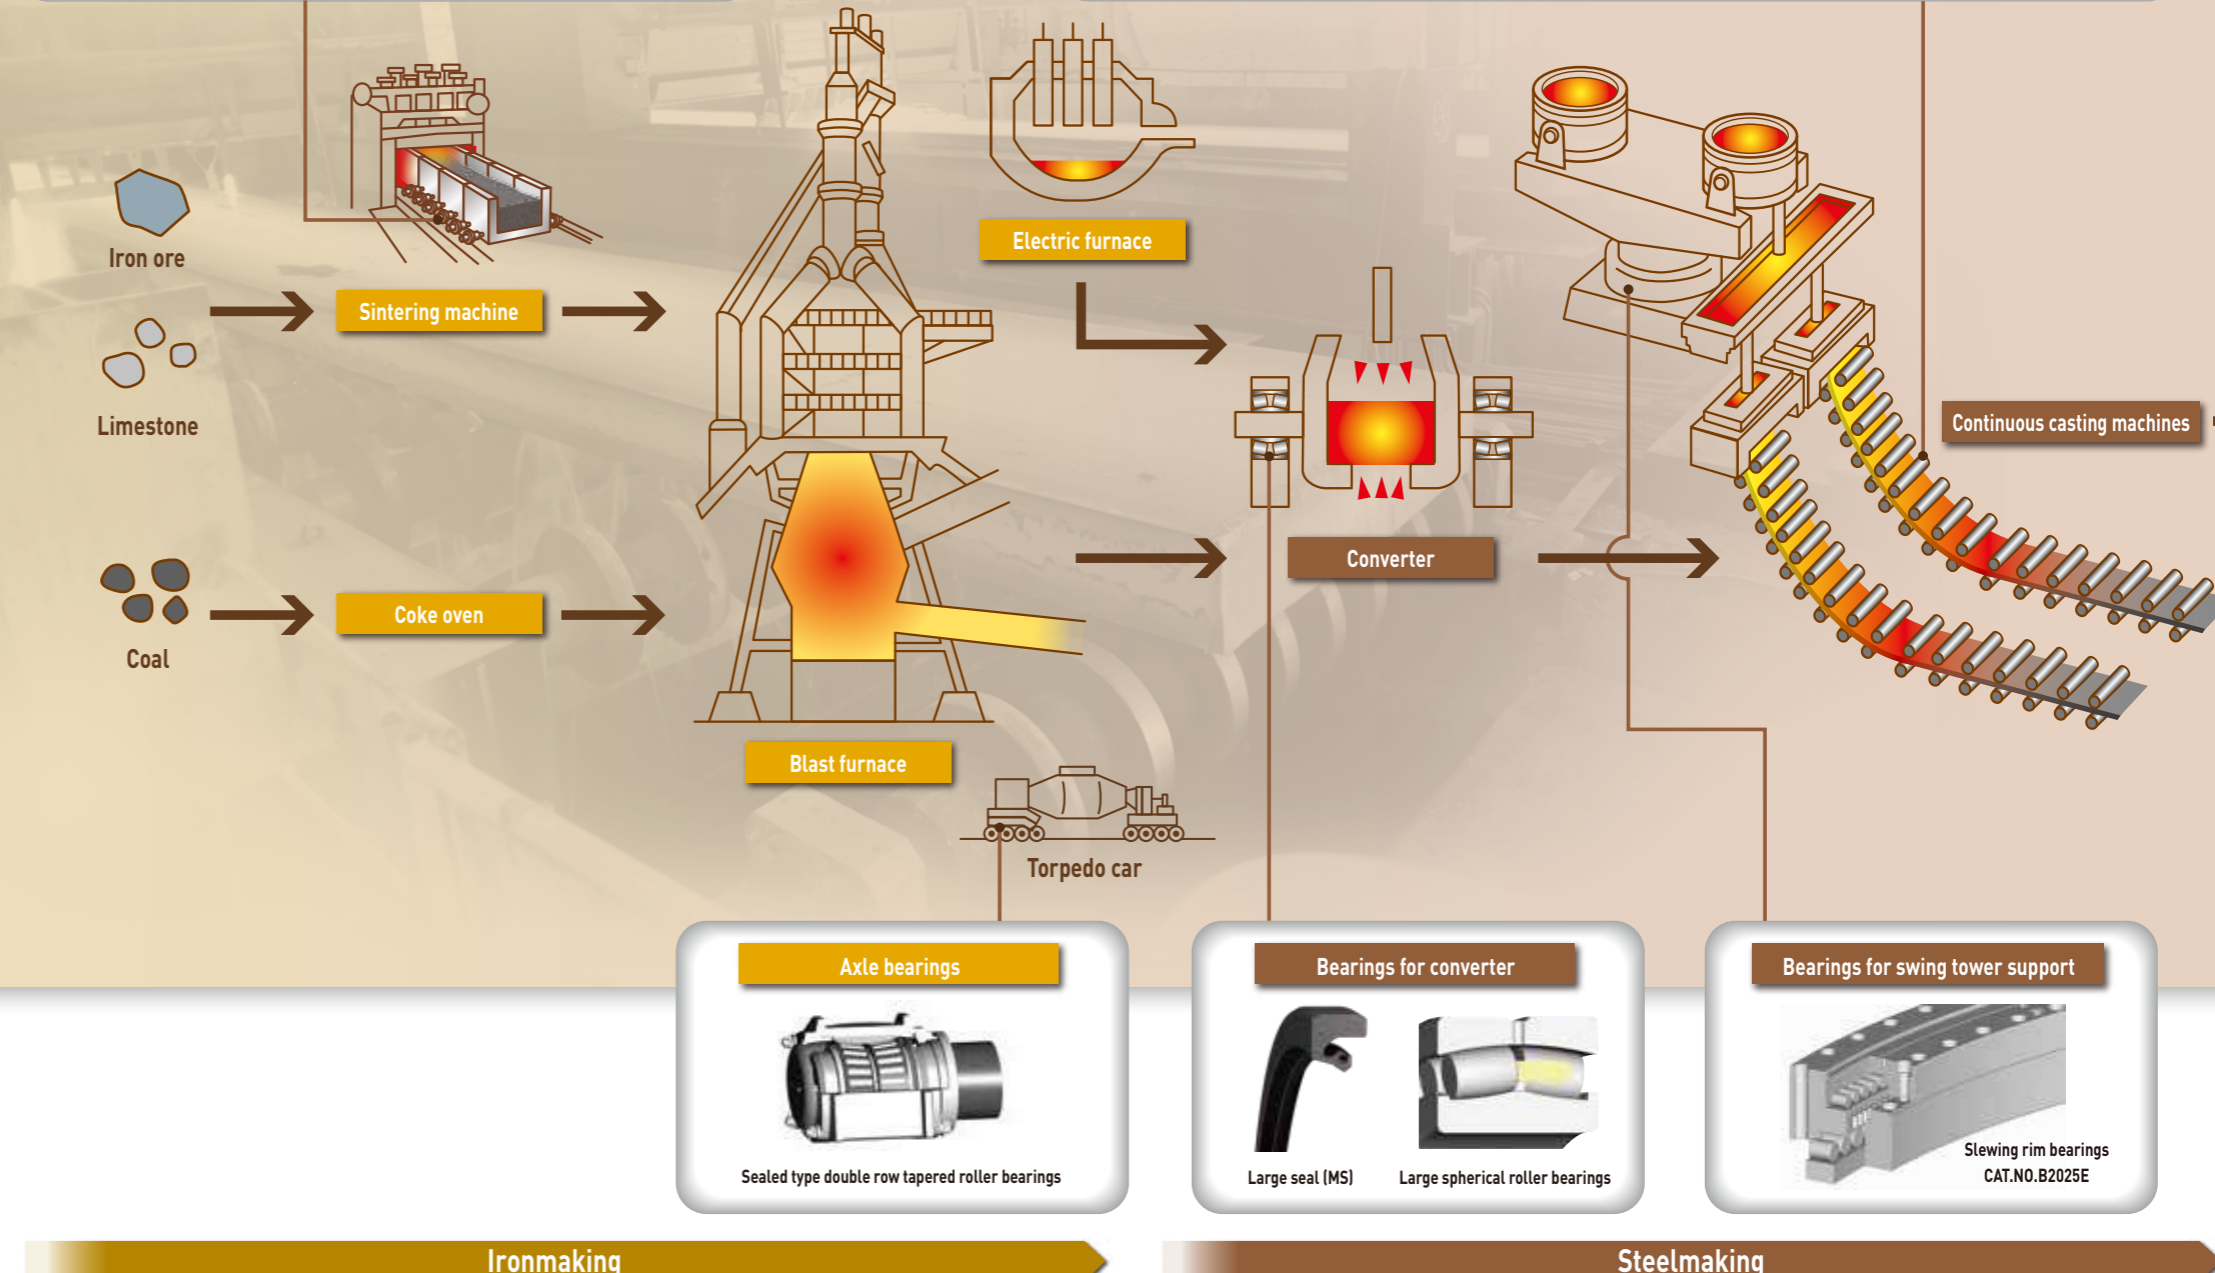 Iron ore
Limestone
Coal
Sintering machine
Coke oven
Blast furnace
Torpedo car
Electric furnace
Converter
Continuous casting machines
Axle bearings
Sealed type double row tapered roller bearings
Bearings for converter
Large seal (MS)
Large spherical roller bearings
Bearings for swing tower support
Slewing rim bearings
CAT.NO.B2025E
Ironmaking
Steelmaking